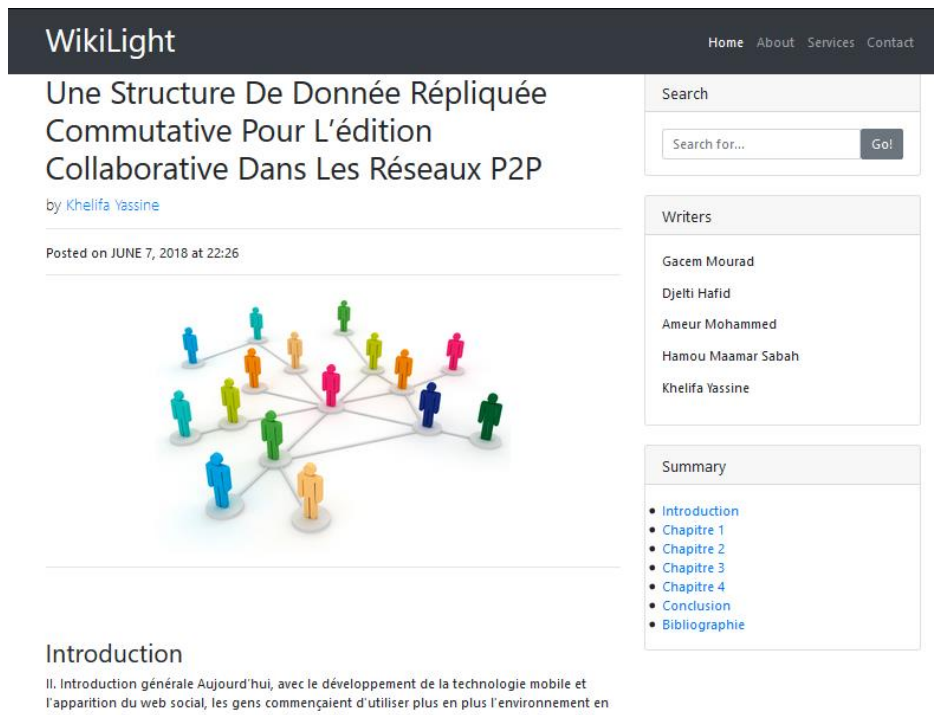 WikiLight
Home About Services Contact
Une Structure De Donnée Répliquée
Commutative Pour L'édition
Collaborative Dans Les Réseaux P2P
by Khelifa Yassine
Posted on JUNE 7, 2018 at 22:26
Introduction
II. Introduction générale Aujourd'hui, avec le développement de la technologie mobile et
l'apparition du web social, les gens commençaient d'utiliser plus en plus l'environnement en
Search
Search for... Go!
Writers
Gacem Mourad
Djelti Hafid
Ameur Mohammed
Hamou Maamar Sabah
Khelifa Yassine
Summary
Introduction
Chapitre 1
Chapitre 2
Chapitre 3
Chapitre 4
Conclusion
Bibliographie